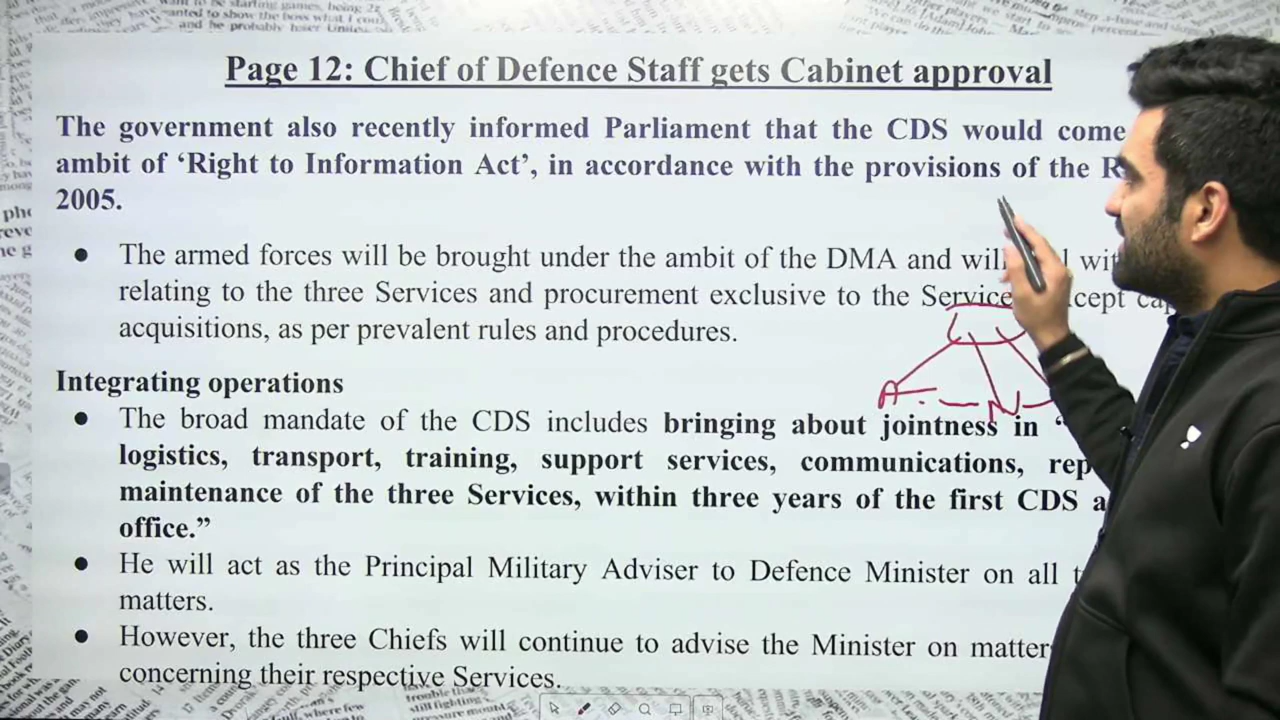 Page 12: Chief of Defence Staff gets Cabinet approval
The government also recently informed Parliament that the CDS would come
ambit of ‘Right to Information Act’, in accordance with the provisions of the
2005.
● The armed forces will be brought under the ambit of the DMA and will
relating to the three Services and procurement exclusive to the Services
acquisitions, as per prevalent rules and procedures.
Integrating operations
● The broad mandate of the CDS includes bringing about jointness in “
logistics, transport, training, support services, communications,
maintenance of the three Services, within three years of the first CDS
office.”
● He will act as the Principal Military Adviser to Defence Minister on all
matters.
● However, the three Chiefs will continue to advise the Minister on
concerning their respective Services.
A N